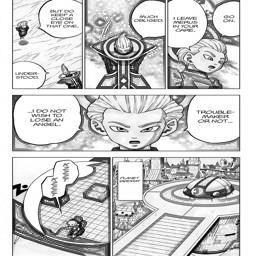 GO
ON.
I LEAVE
MERUS IN
YOUR
CARE.
MUCH
OBLIGED.
BUT DO
KEEP A
CLOSE
EYE ON
THAT ONE.
UNDER-
STOOD.
TROUBLE-
MAKER
OR NOT...
...I DO NOT
WISH TO
LOSE AN
ANGEL.
PLANET